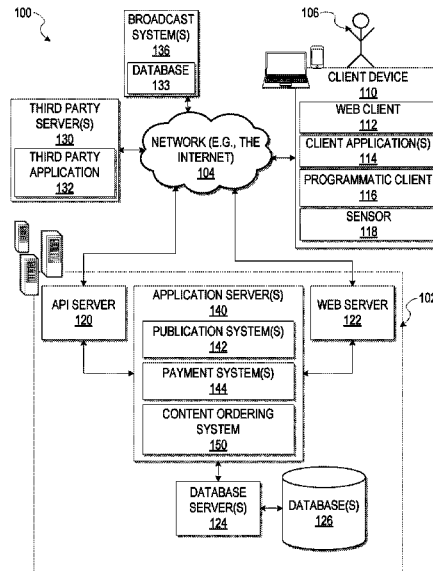 100
BROADCAST
SYSTEM(S)
136
DATABASE
133
106
CLIENT DEVICE
110
WEB CLIENT
112
CLIENT APPLICATION(S)
114
PROGRAMMATIC CLIENT
116
SENSOR
118
THIRD PARTY
SERVER(S)
130
THIRD PARTY
APPLICATION
132
NETWORK (E.G., THE
INTERNET)
104
102
API SERVER
120
APPLICATION SERVER(S)
140
PUBLICATION SYSTEM(S)
142
PAYMENT SYSTEM(S)
144
CONTENT ORDERING
SYSTEM
150
WEB SERVER
122
DATABASE
SERVER(S)
124
DATABASE(S)
126